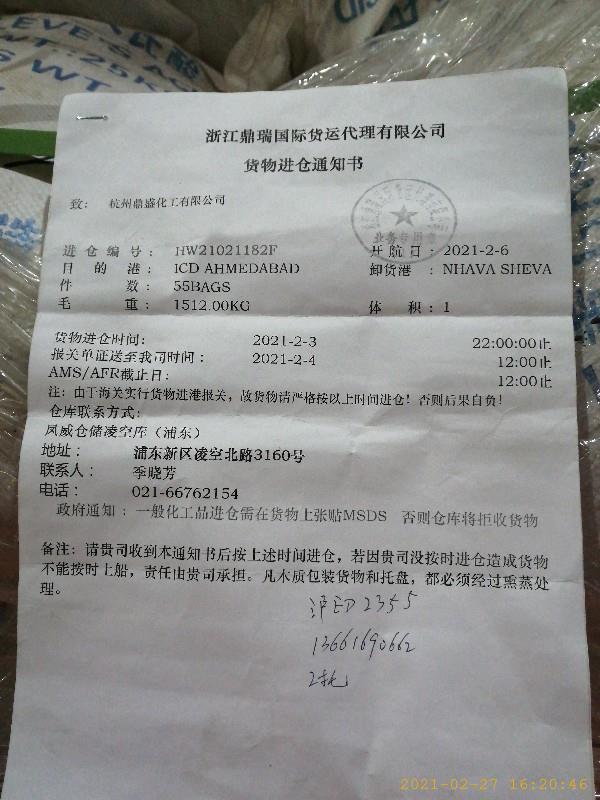 EVE'S AC
WT:25K
S WT
浙江鼎瑞国际货运代理有限公司
货物进仓通知书
致： 杭州鼎盛化工有限公司
业务专用章
进仓编号： HW21021182F 开航日：2021-2-6
目的港： ICD AHMEDABAD 卸货港：NHAVA SHEVA
件数： 55BAGS
毛重： 1512.00KG 体积：1
货物进仓时间： 2021-2-3 22:00:00止
报关单证送至我司时间： 2021-2-4 12:00止
AMS/AFR截止日： 12:00止
注：由于海关实行货物进港报关，故货物请严格按以上时间进仓！否则后果自负！
仓库联系方式：
凤威仓储凌空库（浦东）
地址： 浦东新区凌空北路3160号
联系人： 季晓芳
电话： 021-66762154
政府通知：一般化工品进仓需在货物上张贴MSDS 否则仓库将拒收货物
备注：请贵司收到本通知书后按上述时间进仓，若因贵司没按时进仓造成货物
不能按时上船，责任由贵司承担。凡木质包装货物和托盘，都必须经过熏蒸处
理。
沪ED2355
13661690662
2托
2021-02-27 16:20:46